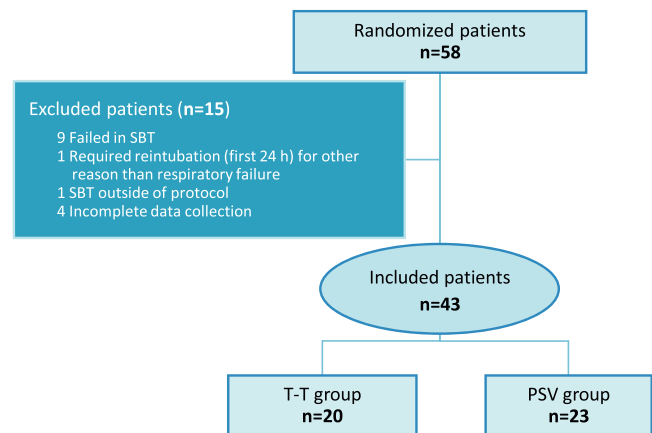 Randomized patients
n=58
Excluded patients (n=15)
9 Failed in SBT
1 Required reintubation (first 24 h) for other
reason than respiratory failure
1 SBT outside of protocol
4 Incomplete data collection
Included patients
n=43
T-T group
n=20
PSV group
n=23